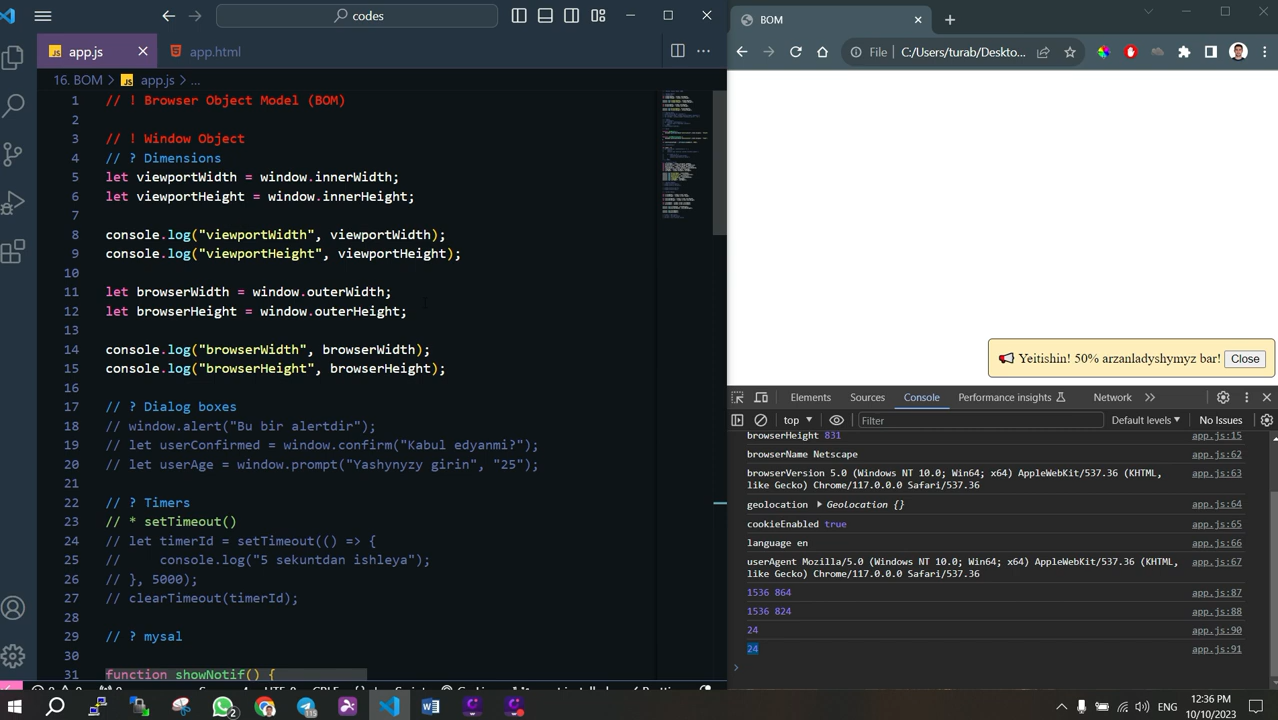 codes
app.js
app.html
16. BOM > app.js > ...
1 // ! Browser Object Model (BOM)
2
3 // ! Window Object
4 // ? Dimensions
5 let viewportWidth = window.innerWidth;
6 let viewportHeight = window.innerHeight;
7
8 console.log("viewportWidth", viewportWidth);
9 console.log("viewportHeight", viewportHeight);
10
11 let browserWidth = window.outerWidth;
12 let browserHeight = window.outerHeight;
13
14 console.log("browserWidth", browserWidth);
15 console.log("browserHeight", browserHeight);
16
17 // ? Dialog boxes
18 // window.alert("Bu bir alertdir");
19 // let userConfirmed = window.confirm("Kabul edyanmi?");
20 // let userAge = window.prompt("Yashynyzy girin", "25");
21
22 // ? Timers
23 // * setTimeout()
24 // let timerId = setTimeout(() => {
25 //     console.log("5 sekuntdan ishleya");
26 // }, 5000);
27 // clearTimeout(timerId);
28
29 // ? mysal
30
31 function showNotif() {
BOM
File C:/Users/turab/Deskto...
Yeitishin! 50% arzanladyshymyz bar! Close
Elements Sources Console Performance insights Network
top Filter Default levels No Issues
browserHeight 831 app.js:15
browserName Netscape app.js:62
browserVersion 5.0 (Windows NT 10.0; Win64; x64) AppleWebKit/537.36 (KHTML, app.js:63
like Gecko) Chrome/117.0.0.0 Safari/537.36
geolocation Geolocation {} app.js:64
cookieEnabled true app.js:65
language en app.js:66
userAgent Mozilla/5.0 (Windows NT 10.0; Win64; x64) AppleWebKit/537.36 (KHTML, app.js:67
like Gecko) Chrome/117.0.0.0 Safari/537.36
1536 864 app.js:87
1536 824 app.js:88
24 app.js:90
24 app.js:91
2
15
ENG
12:36 PM
10/10/2023